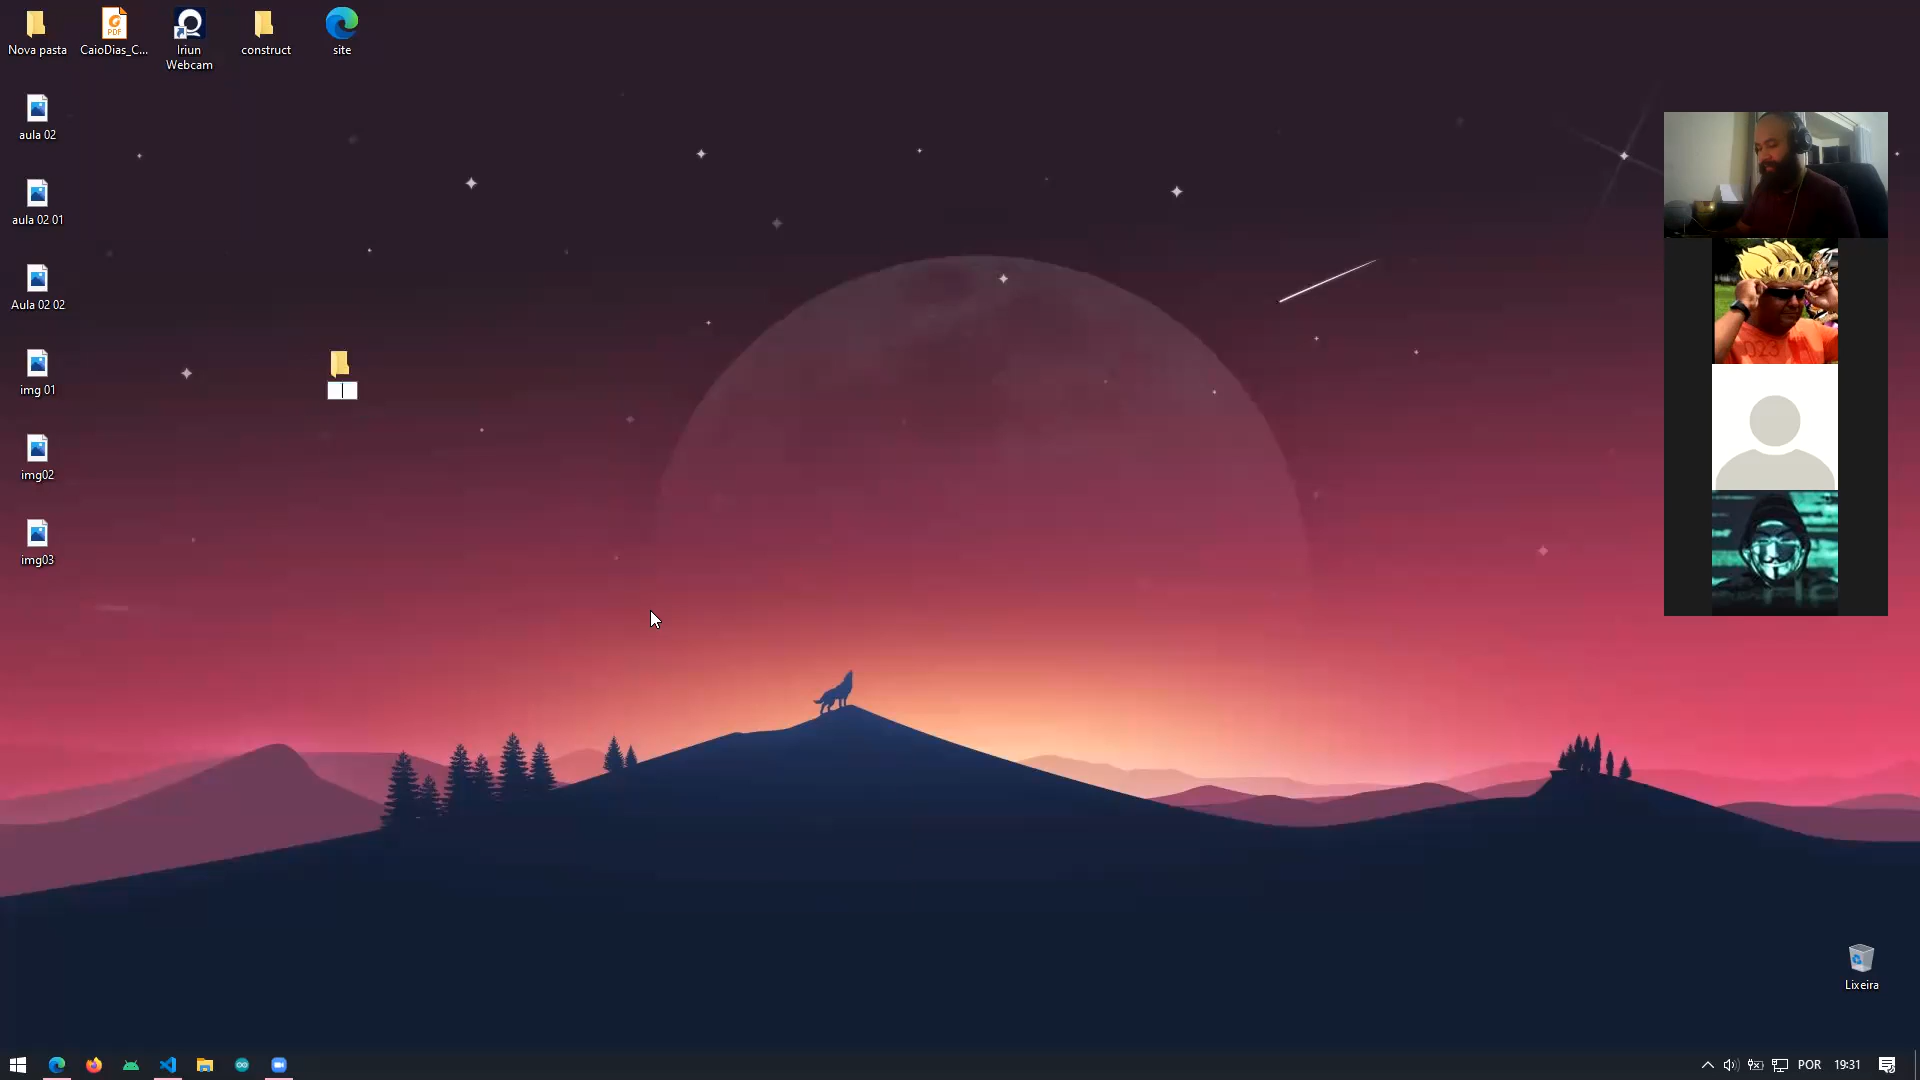 Nova pasta
CaioDias_C...
Iriun
Webcam
construct
site
aula 02
aula 02 01
Aula 02 02
img 01
img02
img03
Lixeira
POR
19:31